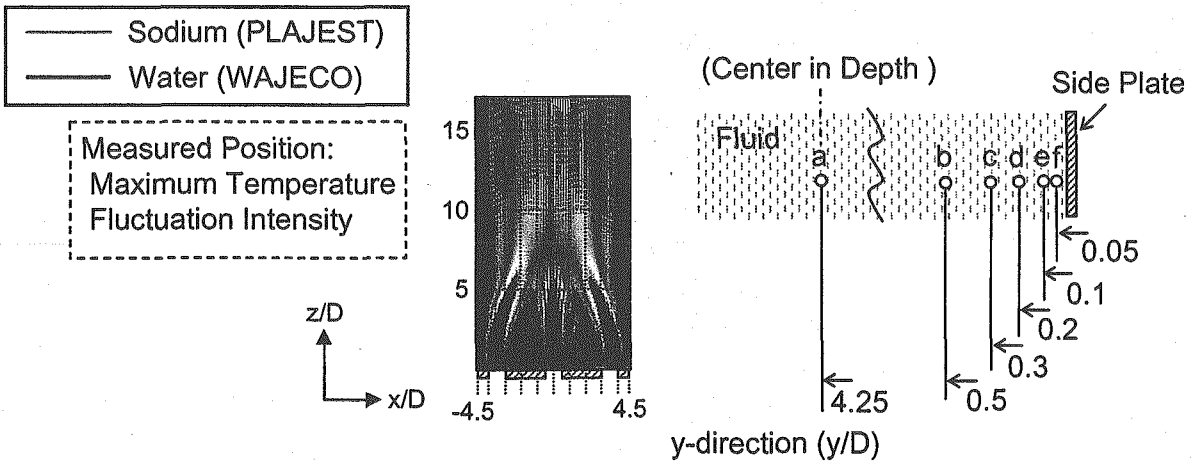 Sodium (PLAJEST)
Water (WAJECO)
Measured Position:
Maximum Temperature
Fluctuation Intensity
z/D
x/D
15
10
5
-4.5
4.5
(Center in Depth )
Side Plate
Fluid
a
b
c
d
e
f
0.05
0.1
0.2
0.3
0.5
4.25
y-direction (y/D)